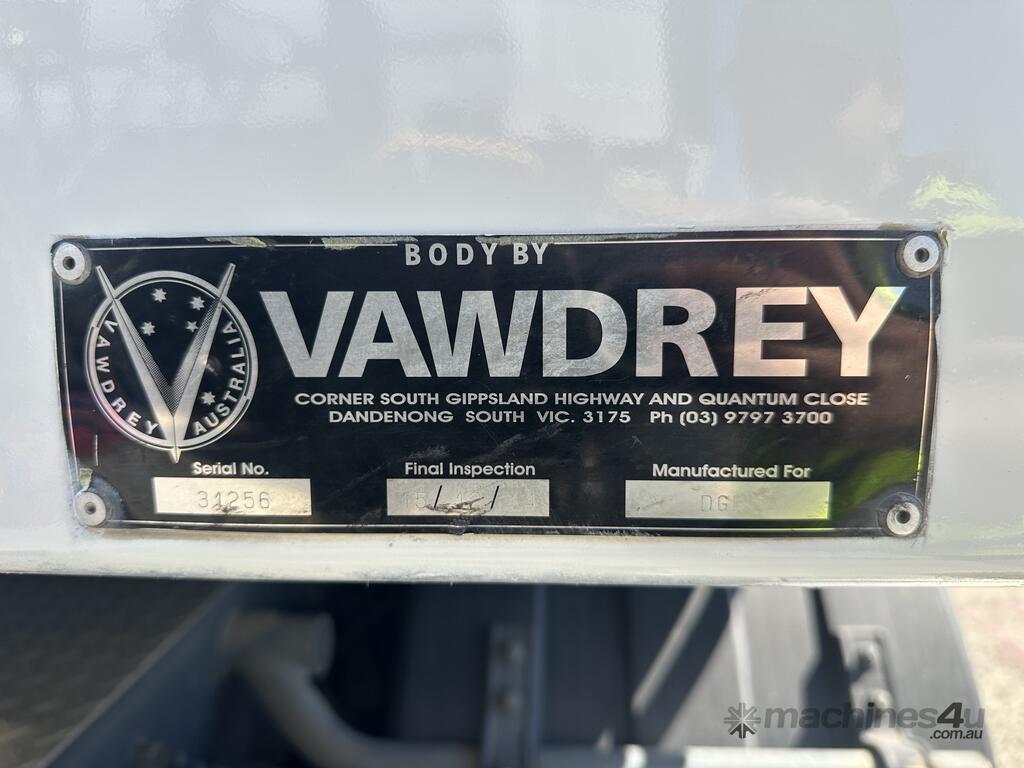 BODY BY
VAWDREY
VAWDREY AUSTRALIA
CORNER SOUTH GIPPSLAND HIGHWAY AND QUANTUM CLOSE
DANDENONG SOUTH VIC. 3175 Ph (03) 9797 3700
Serial No. Final Inspection Manufactured For
31256
machines4u
.com.au